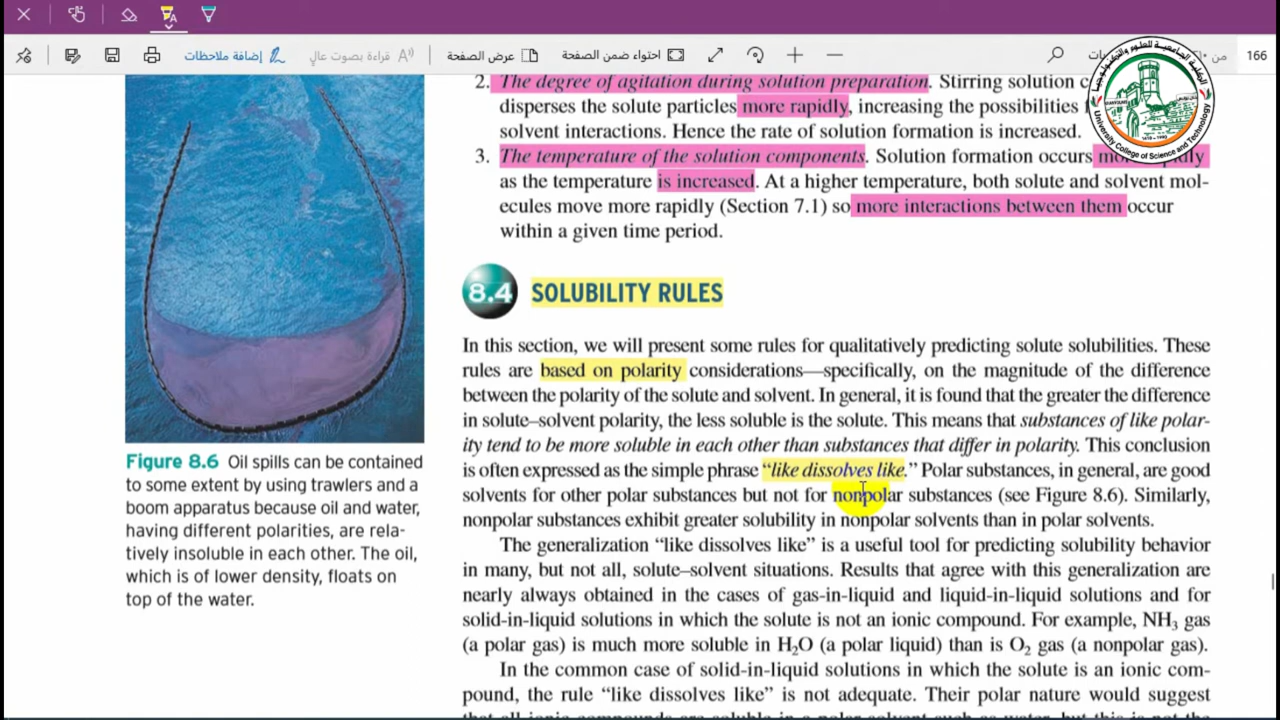 إضافة ملاحظات
قراءة بصوت عالٍ
عرض الصفحة
احتواء ضمن الصفحة
من
166
2. The degree of agitation during solution preparation. Stirring solution c
disperses the solute particles more rapidly, increasing the possibilities
solvent interactions. Hence the rate of solution formation is increased.
3. The temperature of the solution components. Solution formation occurs
as the temperature is increased. At a higher temperature, both solute and solvent mol-
ecules move more rapidly (Section 7.1) so more interactions between them occur
within a given time period.
8.4 SOLUBILITY RULES
In this section, we will present some rules for qualitatively predicting solute solubilities. These
rules are based on polarity considerations—specifically, on the magnitude of the difference
between the polarity of the solute and solvent. In general, it is found that the greater the difference
in solute–solvent polarity, the less soluble is the solute. This means that substances of like polar-
ity tend to be more soluble in each other than substances that differ in polarity. This conclusion
is often expressed as the simple phrase “like dissolves like.” Polar substances, in general, are good
solvents for other polar substances but not for nonpolar substances (see Figure 8.6). Similarly,
nonpolar substances exhibit greater solubility in nonpolar solvents than in polar solvents.
The generalization “like dissolves like” is a useful tool for predicting solubility behavior
in many, but not all, solute–solvent situations. Results that agree with this generalization are
nearly always obtained in the cases of gas-in-liquid and liquid-in-liquid solutions and for
solid-in-liquid solutions in which the solute is not an ionic compound. For example, NH₃ gas
(a polar gas) is much more soluble in H₂O (a polar liquid) than is O₂ gas (a nonpolar gas).
In the common case of solid-in-liquid solutions in which the solute is an ionic com-
pound, the rule “like dissolves like” is not adequate. Their polar nature would suggest
Figure 8.6 Oil spills can be contained
to some extent by using trawlers and a
boom apparatus because oil and water,
having different polarities, are rela-
tively insoluble in each other. The oil,
which is of lower density, floats on
top of the water.
University College of Science and Technology